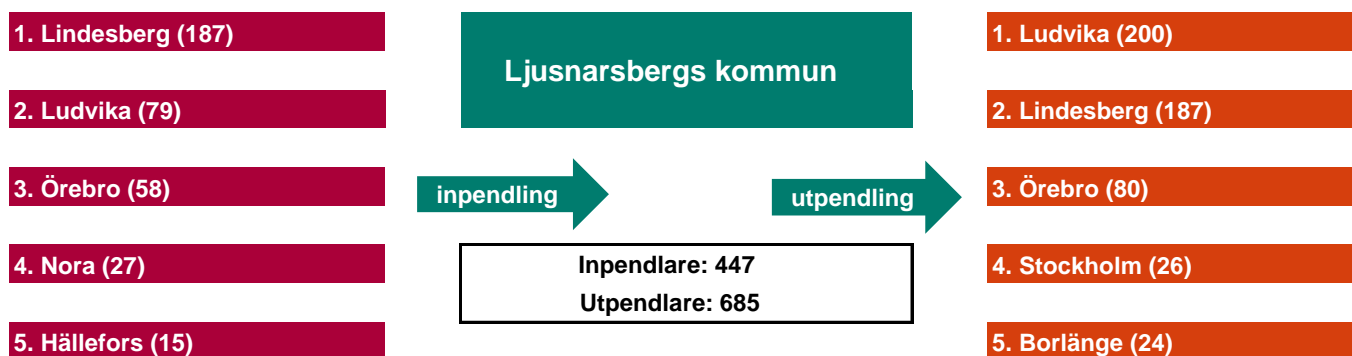 1. Lindesberg (187)
2. Ludvika (79)
3. Örebro (58)
4. Nora (27)
5. Hällefors (15)
Ljusnarsbergs kommun
inpendling
utpendling
Inpendlare: 447
Utpendlare: 685
1. Ludvika (200)
2. Lindesberg (187)
3. Örebro (80)
4. Stockholm (26)
5. Borlänge (24)